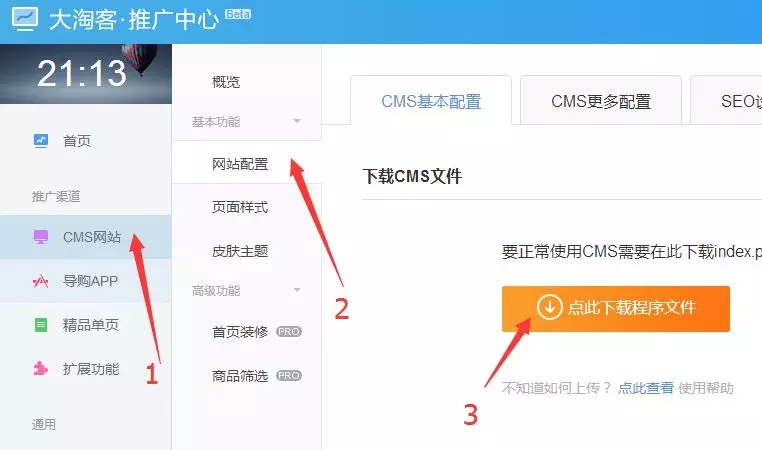 大淘客·推广中心 Beta
21:13
首页
推广渠道
CMS网站
导购APP
精品单页
扩展功能
通用
概览
基本功能
网站配置
页面样式
皮肤主题
高级功能
首页装修 PRO
商品筛选 PRO
CMS基本配置
CMS更多配置
SEO设
下载CMS文件
要正常使用CMS需要在此下载index.p
点此下载程序文件
不知道如何上传？ 点此查看 使用帮助
1
2
3